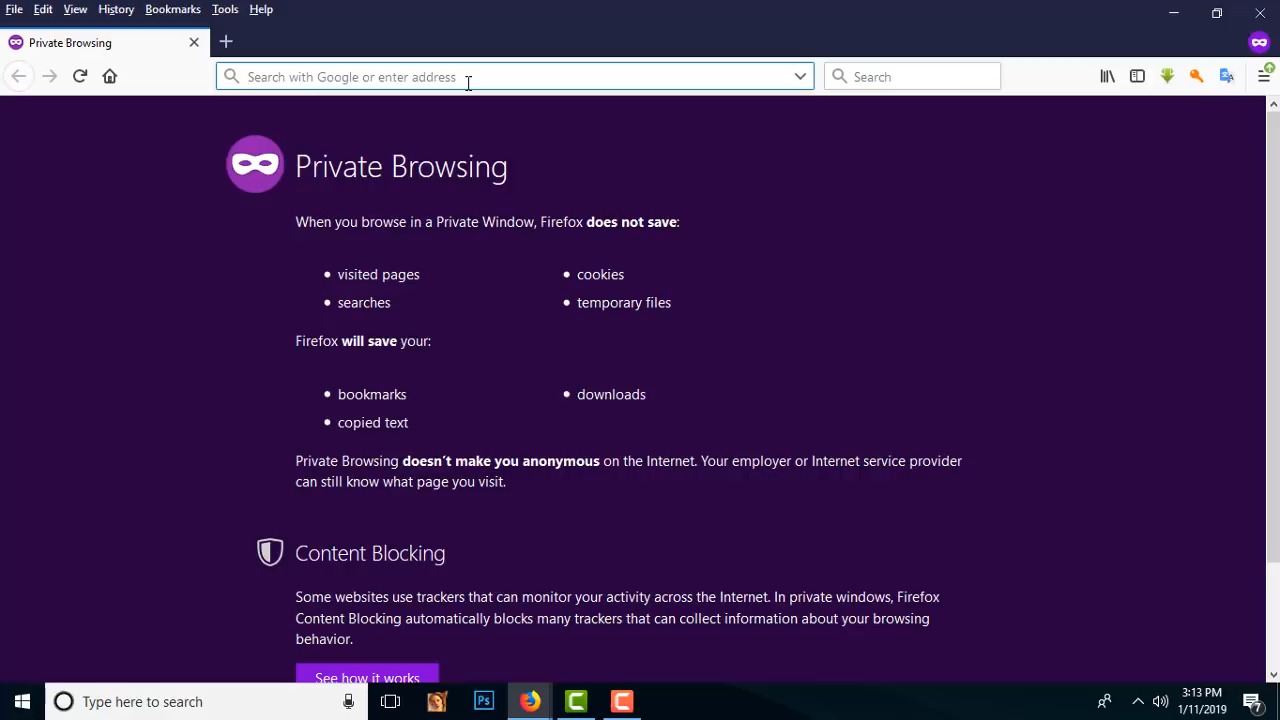 File Edit View History Bookmarks Tools Help
Private Browsing
Search with Google or enter address
Search
Private Browsing
When you browse in a Private Window, Firefox does not save:
visited pages
cookies
searches
temporary files
Firefox will save your:
bookmarks
downloads
copied text
Private Browsing doesn't make you anonymous on the Internet. Your employer or Internet service provider
can still know what page you visit.
Content Blocking
Some websites use trackers that can monitor your activity across the Internet. In private windows, Firefox
Content Blocking automatically blocks many trackers that can collect information about your browsing
behavior.
See how it works
Type here to search
Ps
C
C
3:13 PM
1/11/2019
7